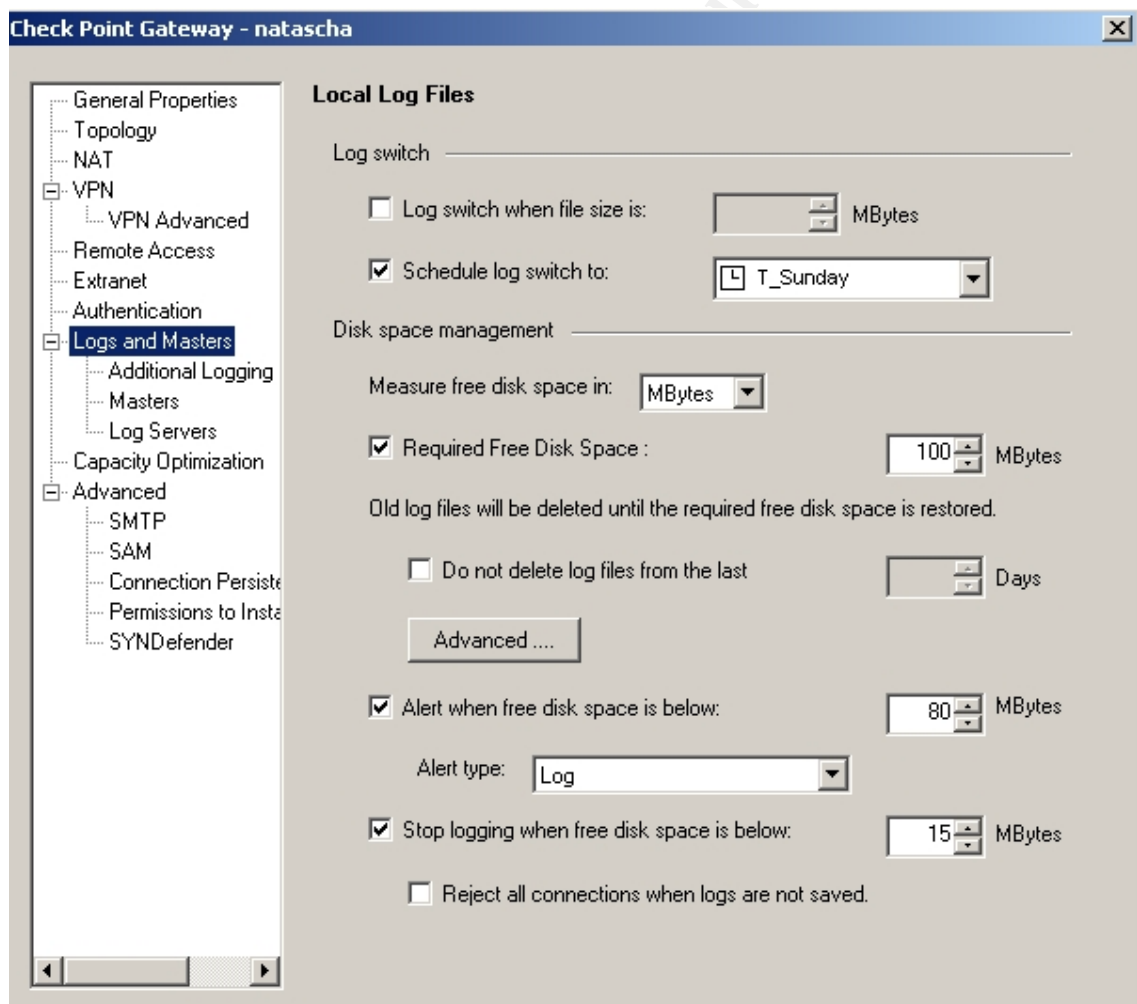 Check Point Gateway - natascha
General Properties
Topology
NAT
VPN
VPN Advanced
Remote Access
Extranet
Authentication
Logs and Masters
Additional Logging
Masters
Log Servers
Capacity Optimization
Advanced
SMTP
SAM
Connection Persiste
Permissions to Insta
SYNDefender
Local Log Files
Log switch
Log switch when file size is: MBytes
Schedule log switch to: T_Sunday
Disk space management
Measure free disk space in: MBytes
Required Free Disk Space : 100 MBytes
Old log files will be deleted until the required free disk space is restored.
Do not delete log files from the last Days
Advanced ....
Alert when free disk space is below: 80 MBytes
Alert type: Log
Stop logging when free disk space is below: 15 MBytes
Reject all connections when logs are not saved.